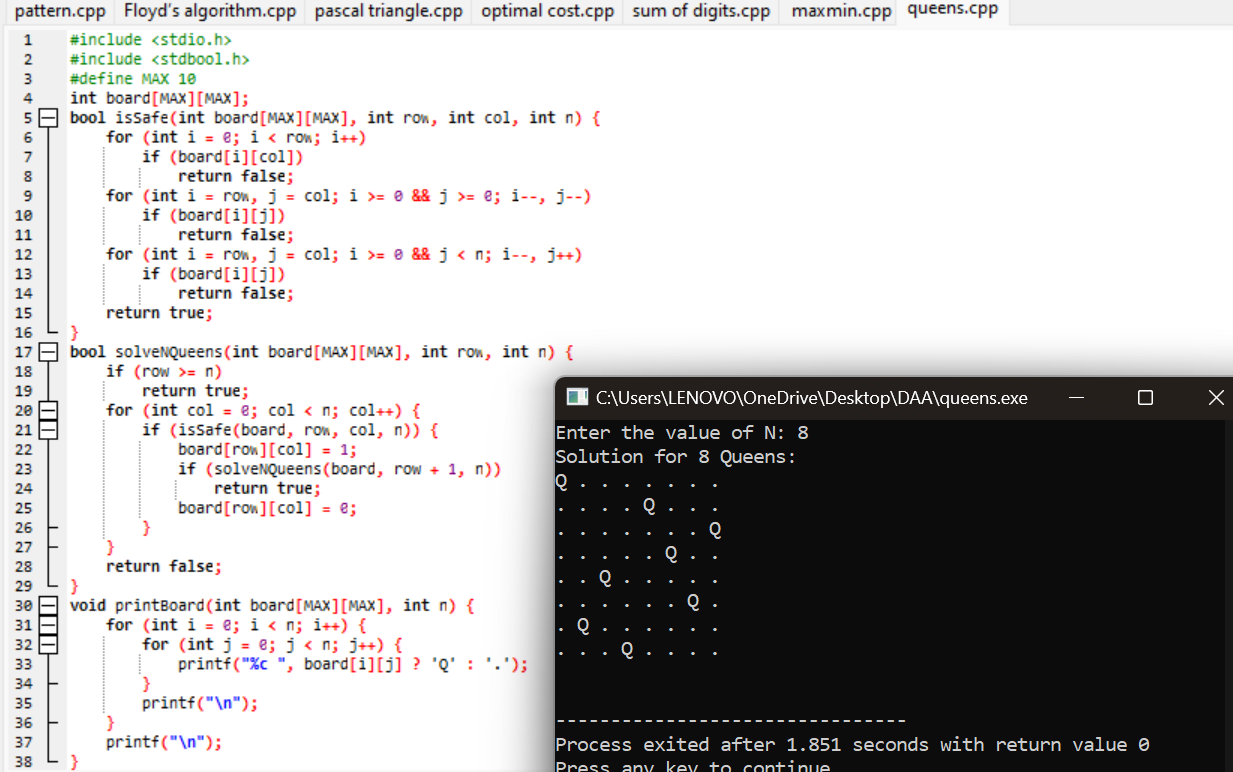 pattern.cpp Floyd's algorithm.cpp pascal triangle.cpp optimal cost.cpp sum of digits.cpp maxmin.cpp queens.cpp
1 #include <stdio.h>
2 #include <stdbool.h>
3 #define MAX 10
4 int board[MAX][MAX];
5 bool isSafe(int board[MAX][MAX], int row, int col, int n) {
6 for (int i = 0; i < row; i++)
7 if (board[i][col])
8 return false;
9 for (int i = row, j = col; i >= 0 && j >= 0; i--, j--)
10 if (board[i][j])
11 return false;
12 for (int i = row, j = col; i >= 0 && j < n; i--, j++)
13 if (board[i][j])
14 return false;
15 return true;
16 }
17 bool solveNQueens(int board[MAX][MAX], int row, int n) {
18 if (row >= n)
19 return true;
20 for (int col = 0; col < n; col++) {
21 if (isSafe(board, row, col, n)) {
22 board[row][col] = 1;
23 if (solveNQueens(board, row + 1, n))
24 return true;
25 board[row][col] = 0;
26 }
27 }
28 return false;
29 }
30 void printBoard(int board[MAX][MAX], int n) {
31 for (int i = 0; i < n; i++) {
32 for (int j = 0; j < n; j++) {
33 printf("%c ", board[i][j] ? 'Q' : '.');
34 }
35 printf("\n");
36 }
37 printf("\n");
38 }
C:\Users\LENOVO\OneDrive\Desktop\DAA\queens.exe
Enter the value of N: 8
Solution for 8 Queens:
Q . . . . . . .
. . . . Q . . .
. . . . . . . Q
. . . . . Q . .
. . Q . . . . .
. . . . . . Q .
. Q . . . . . .
. . . Q . . . .
--------------------------------
Process exited after 1.851 seconds with return value 0
Press any key to continue